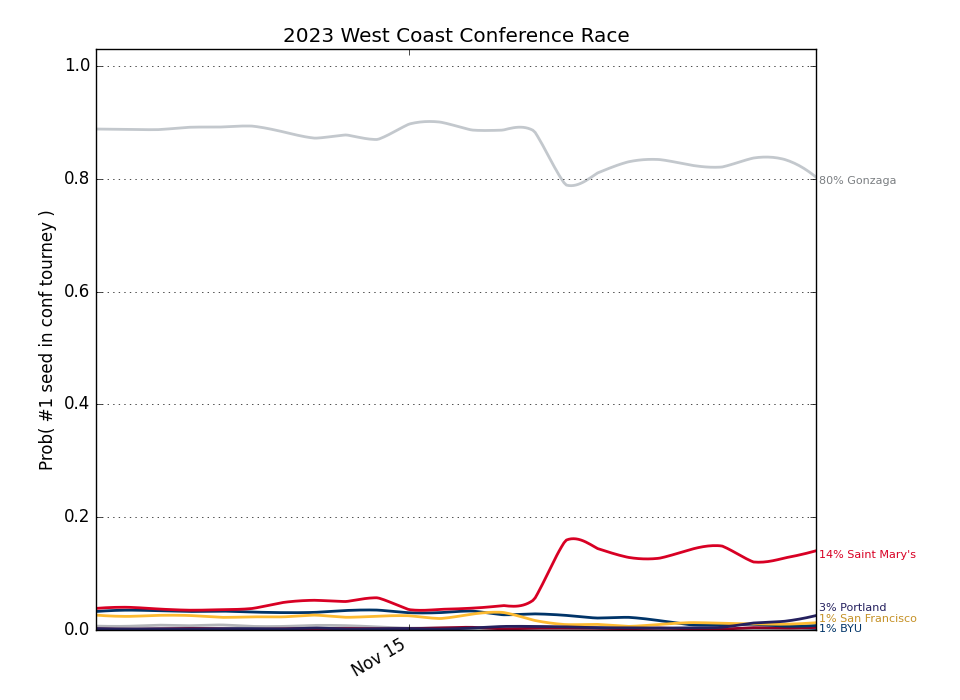 2023 West Coast Conference Race
Prob( #1 seed in conf tourney )
1.0
0.8
0.6
0.4
0.2
0.0
Nov 15
80% Gonzaga
14% Saint Mary's
3% Portland
1% San Francisco
1% BYU